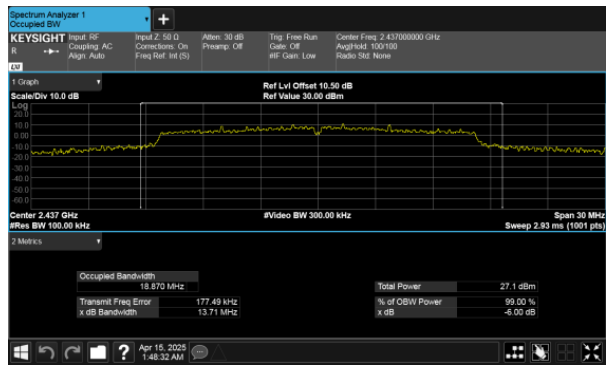 Spectrum Analyzer 1
Occupied BW
+
KEYSIGHT Input: RF Input Z: 50 Ω Atten: 30 dB Trig: Free Run Center Freq: 2.437000000 GHz
R Coupling: AC Corrections: On Preamp: Off Gate: Off Avg|Hold: 100/100
Align: Auto Freq Ref: Int (S) #IF Gain: Low Radio Std: None
LXI
1 Graph Ref Lvl Offset 10.50 dB
Scale/Div 10.0 dB Ref Value 30.00 dBm
Log
20.0
10.0
0.00
-10.0
-20.0
-30.0
-40.0
-50.0
-60.0
Center 2.437 GHz #Video BW 300.00 kHz Span 30 MHz
#Res BW 100.00 kHz Sweep 2.93 ms (1001 pts)
2 Metrics
Occupied Bandwidth
18.870 MHz Total Power 27.1 dBm
Transmit Freq Error 177.49 kHz % of OBW Power 99.00 %
x dB Bandwidth 13.71 MHz x dB -6.00 dB
? Apr 15, 2025
1:48:32 AM